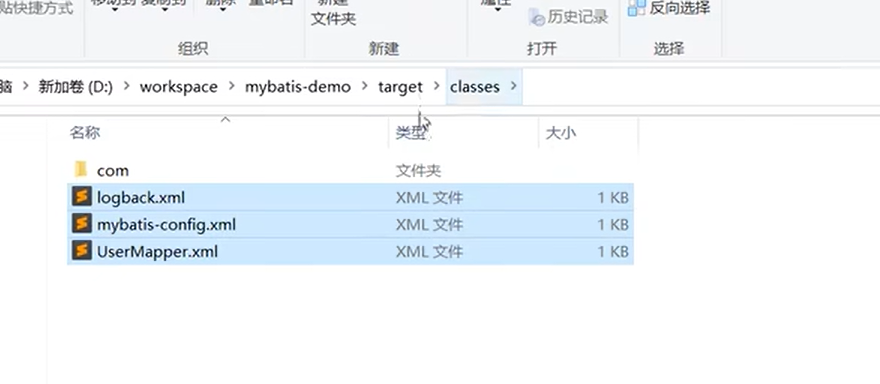 贴快捷方式 移动到 复制到 删除 重命名 新建
文件夹 属性 历史记录 反向选择
组织 新建 打开 选择
脑 新加卷 (D:) workspace mybatis-demo target classes
名称 类型 大小
com 文件夹
logback.xml XML 文件 1 KB
mybatis-config.xml XML 文件 1 KB
UserMapper.xml XML 文件 1 KB